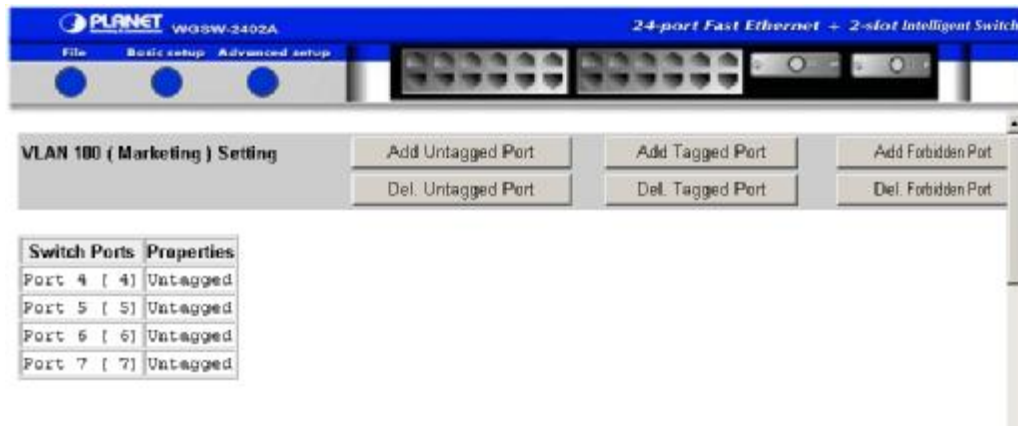 PLANET WGSW-2402A
24-port Fast Ethernet + 2-slot Intelligent Switch
File Basic setup Advanced setup
VLAN 100 ( Marketing ) Setting
Add Untagged Port Add Tagged Port Add Forbidden Port
Del. Untagged Port Del. Tagged Port Del. Forbidden Port
Switch Ports Properties
Port 4 [ 4] Untagged
Port 5 [ 5] Untagged
Port 6 [ 6] Untagged
Port 7 [ 7] Untagged